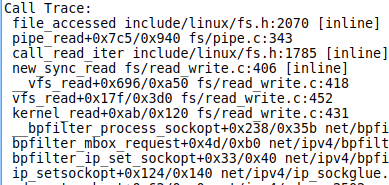 Call Trace:
file_accessed include/linux/fs.h:2070 [inline]
pipe_read+0x7c5/0x940 fs/pipe.c:343
call_read_iter include/linux/fs.h:1785 [inline]
new_sync_read fs/read_write.c:406 [inline]
__vfs_read+0x696/0xa50 fs/read_write.c:418
vfs_read+0x17f/0x3d0 fs/read_write.c:452
kernel_read+0xab/0x120 fs/read_write.c:431
__bpfilter_process_sockopt+0x238/0x35b net/bpfi
bpfilter_mbox_request+0x4d/0xb0 net/ipv4/bpfilt
bpfilter_ip_set_sockopt+0x33/0x40 net/ipv4/bpfi
ip_setsockopt+0x124/0x140 net/ipv4/ip_sockglue.